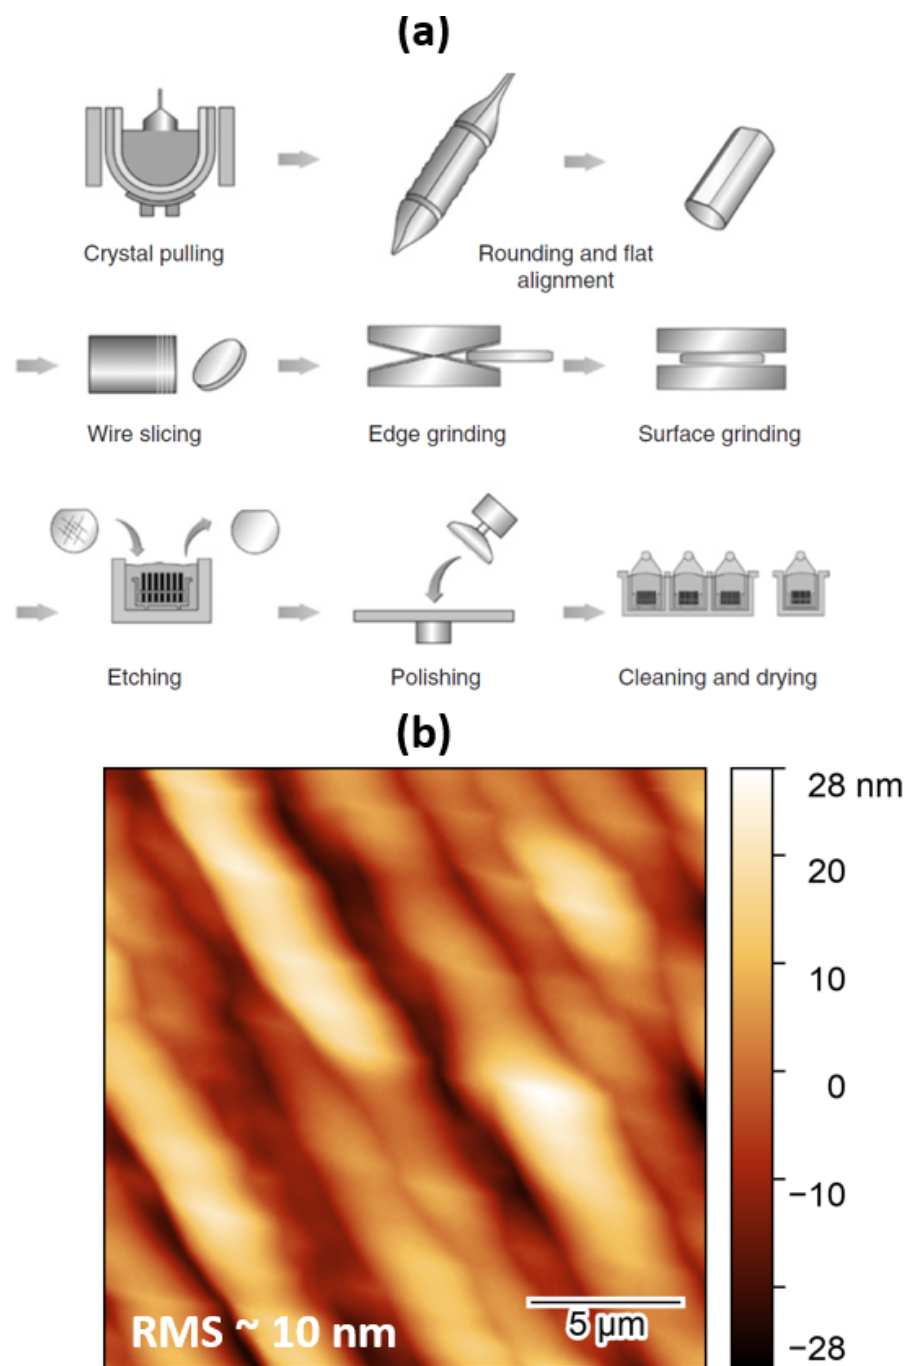 (a)
Crystal pulling
Rounding and flat
alignment
Wire slicing
Edge grinding
Surface grinding
Etching
Polishing
Cleaning and drying
(b)
28 nm
20
10
0
−10
−28
5 µm
RMS ~ 10 nm